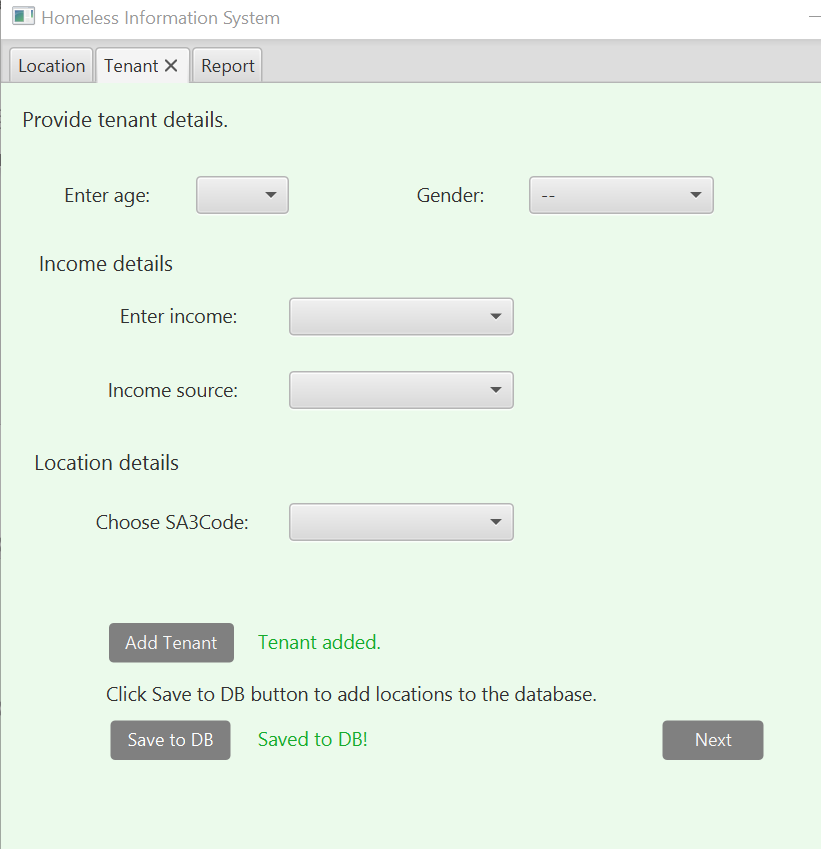 Homeless Information System
Location Tenant Report
Provide tenant details.
Enter age: Gender: --
Income details
Enter income:
Income source:
Location details
Choose SA3Code:
Add Tenant Tenant added.
Click Save to DB button to add locations to the database.
Save to DB Saved to DB! Next